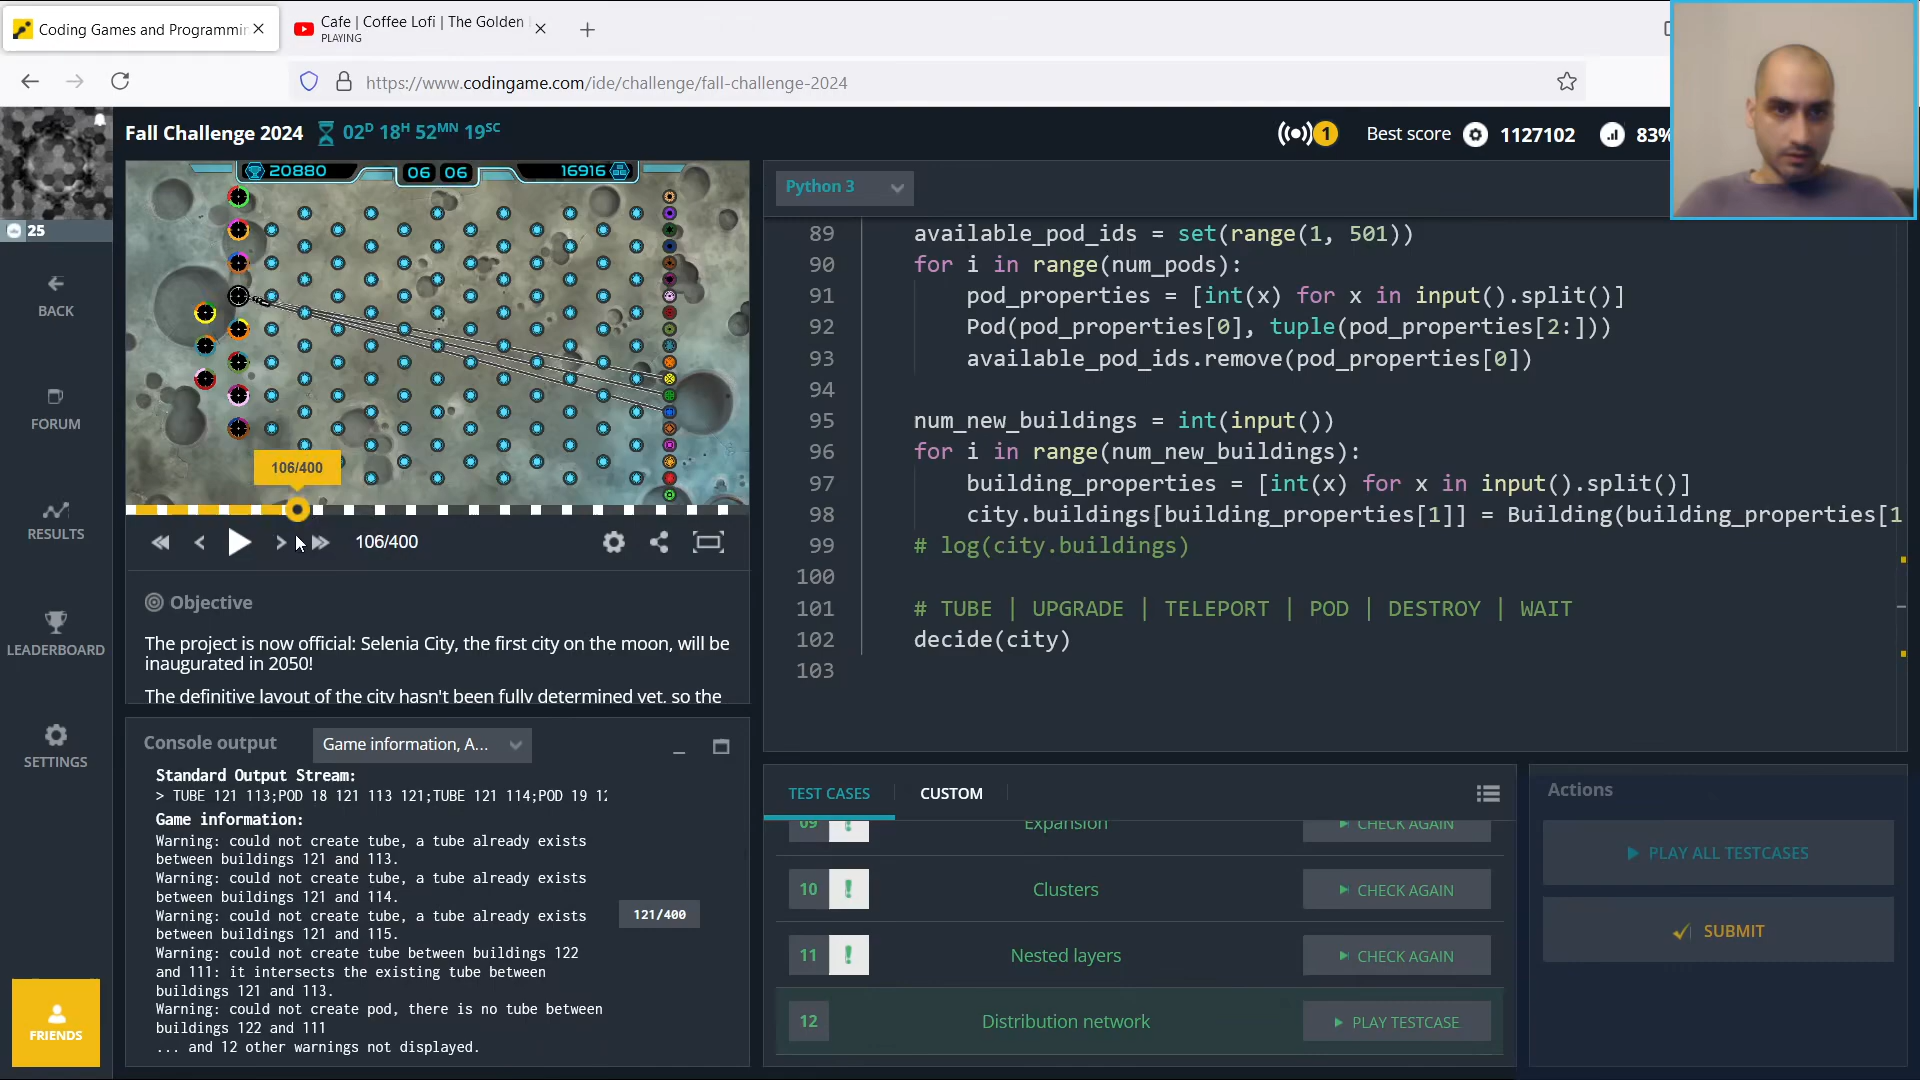 Coding Games and Programmin
Cafe | Coffee Lofi | The Golden
PLAYING
https://www.codingame.com/ide/challenge/fall-challenge-2024
Fall Challenge 2024 02D 18H 52MN 19SC
1
Best score 1127102 83%
20880 06 06 16916
25
BACK
FORUM
RESULTS
LEADERBOARD
SETTINGS
FRIENDS
106/400
106/400
Objective
The project is now official: Selenia City, the first city on the moon, will be
inaugurated in 2050!
The definitive layout of the city hasn't been fully determined yet, so the
Console output
Game information, A...
Standard Output Stream:
> TUBE 121 113;POD 18 121 113 121;TUBE 121 114;POD 19 12
Game information:
Warning: could not create tube, a tube already exists
between buildings 121 and 113.
Warning: could not create tube, a tube already exists
between buildings 121 and 114.
Warning: could not create tube, a tube already exists
between buildings 121 and 115.
Warning: could not create tube between buildings 122
and 111: it intersects the existing tube between
buildings 121 and 113.
Warning: could not create pod, there is no tube between
buildings 122 and 111
... and 12 other warnings not displayed.
121/400
Python 3
89 available_pod_ids = set(range(1, 501))
90 for i in range(num_pods):
91 pod_properties = [int(x) for x in input().split()]
92 Pod(pod_properties[0], tuple(pod_properties[2:]))
93 available_pod_ids.remove(pod_properties[0])
94
95 num_new_buildings = int(input())
96 for i in range(num_new_buildings):
97 building_properties = [int(x) for x in input().split()]
98 city.buildings[building_properties[1]] = Building(building_properties[1
99 # log(city.buildings)
100
101 # TUBE | UPGRADE | TELEPORT | POD | DESTROY | WAIT
102 decide(city)
103
TEST CASES
CUSTOM
09 Expansion CHECK AGAIN
10 Clusters CHECK AGAIN
11 Nested layers CHECK AGAIN
12 Distribution network PLAY TESTCASE
Actions
PLAY ALL TESTCASES
SUBMIT